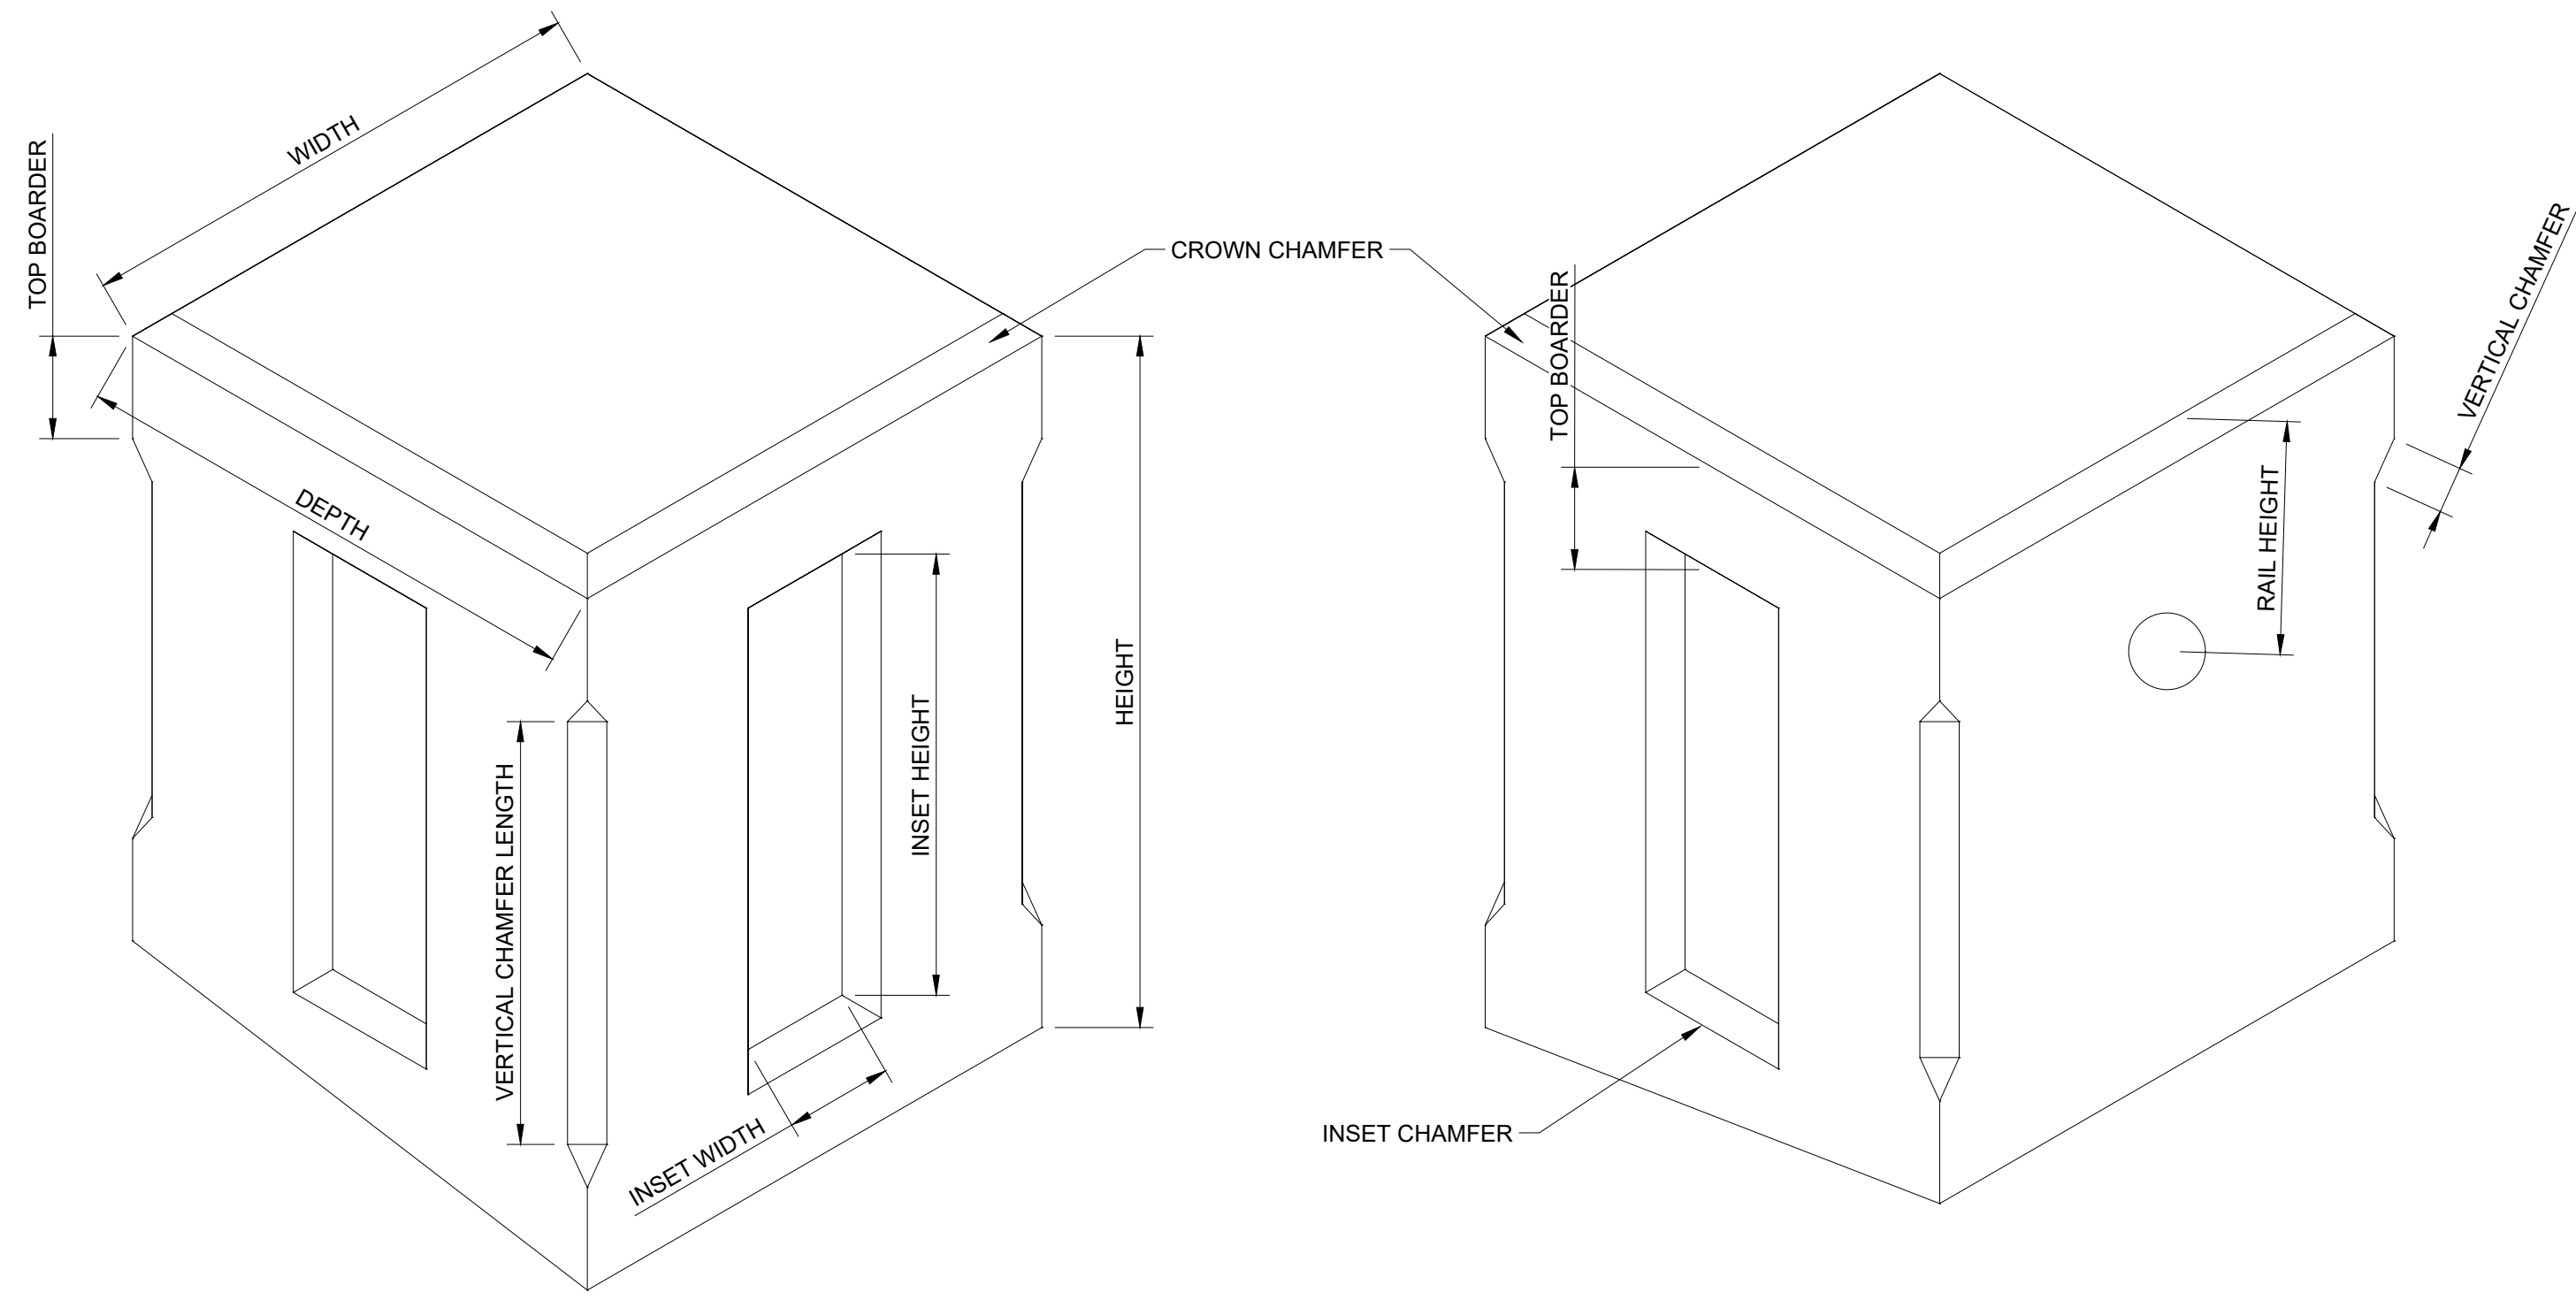 WIDTH
TOP BOARDER
CROWN CHAMFER
VERTICAL CHAMFER
TOP BOARDER
DEPTH
RAIL HEIGHT
HEIGHT
INSET HEIGHT
VERTICAL CHAMFER LENGTH
INSET WIDTH
INSET CHAMFER